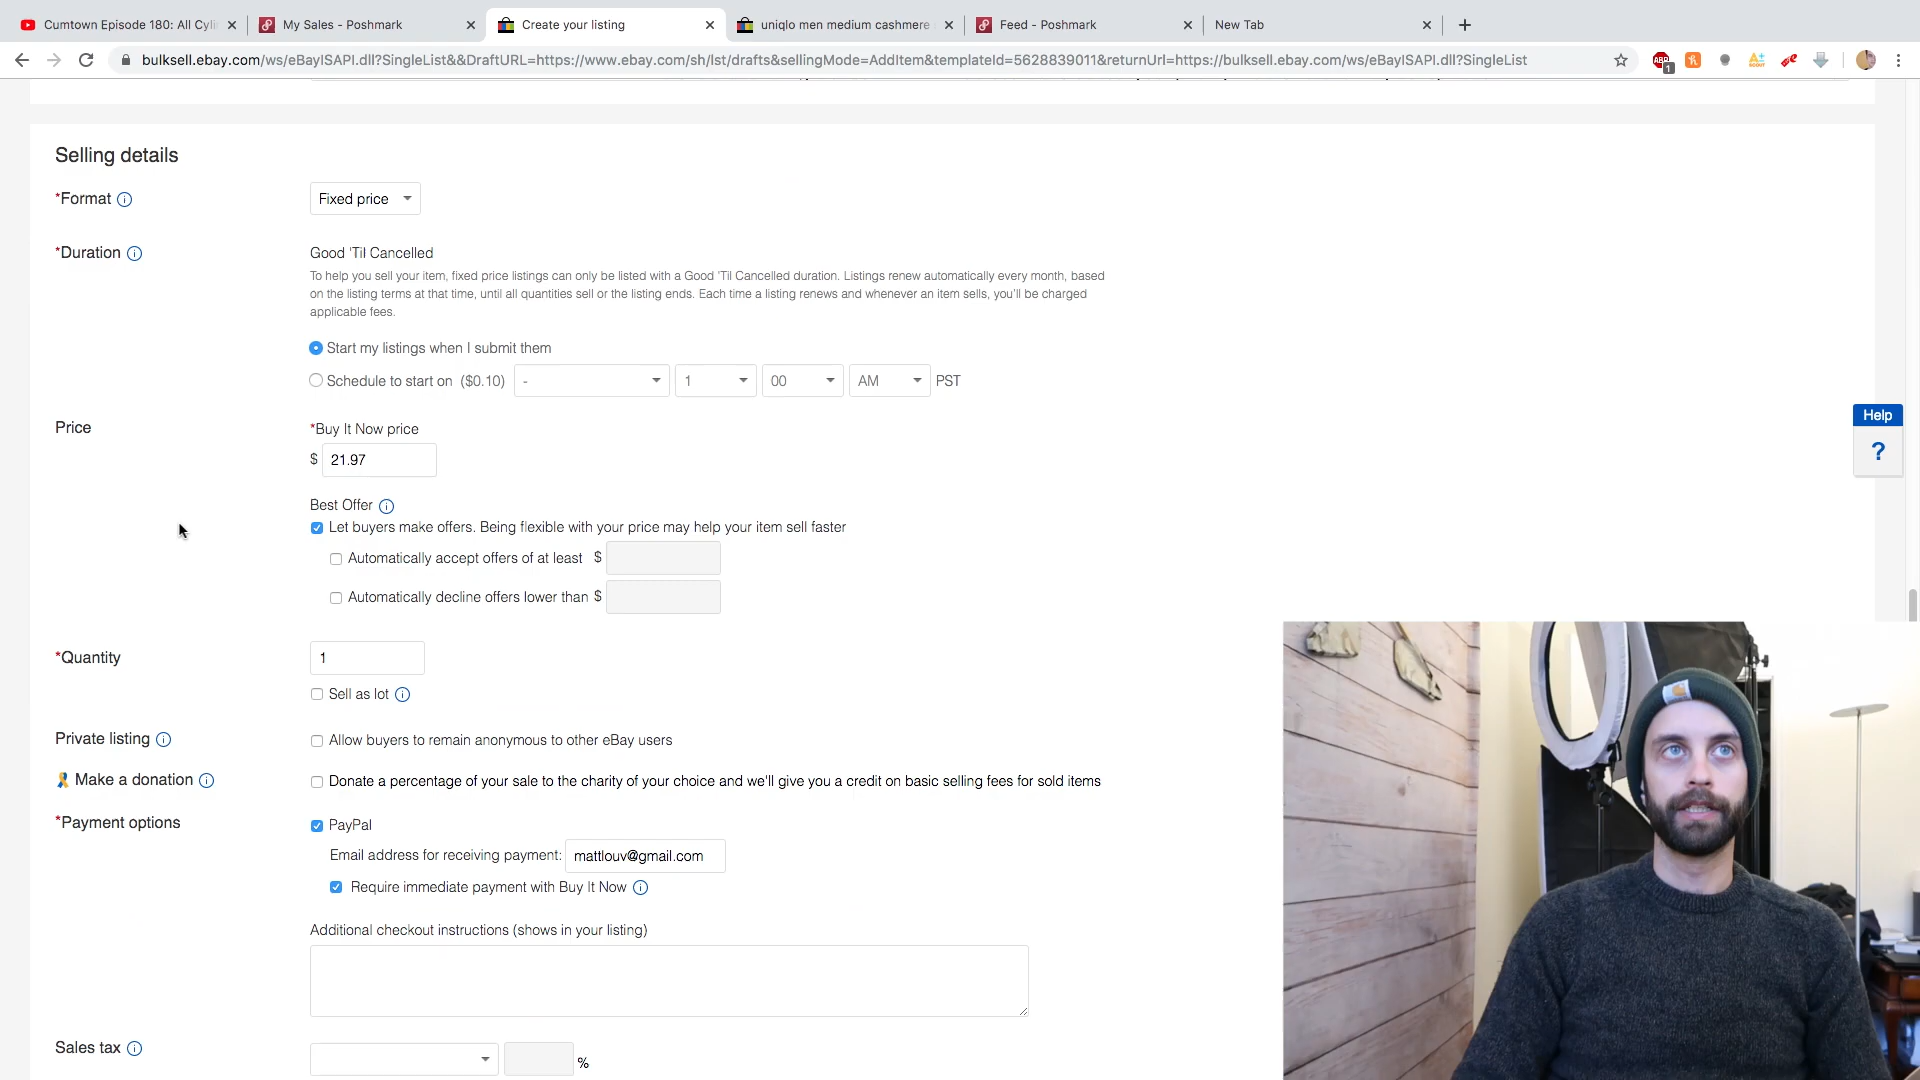 Cumtown Episode 180: All Cyli
My Sales - Poshmark
Create your listing
uniqlo men medium cashmere
Feed - Poshmark
New Tab
bulksell.ebay.com/ws/eBayISAPI.dll?SingleList&&DraftURL=https://www.ebay.com/sh/lst/drafts&sellingMode=AddItem&templateId=5628839011&returnUrl=https://bulksell.ebay.com/ws/eBayISAPI.dll?SingleList
ABP
1
Selling details
*Format
Fixed price
*Duration
Good 'Til Cancelled
To help you sell your item, fixed price listings can only be listed with a Good 'Til Cancelled duration. Listings renew automatically every month, based
on the listing terms at that time, until all quantities sell or the listing ends. Each time a listing renews and whenever an item sells, you'll be charged
applicable fees.
Start my listings when I submit them
Schedule to start on ($0.10) - 1 00 AM PST
Price
*Buy It Now price
$ 21.97
Help
?
Best Offer
Let buyers make offers. Being flexible with your price may help your item sell faster
Automatically accept offers of at least $
Automatically decline offers lower than $
*Quantity
1
Sell as lot
Private listing
Allow buyers to remain anonymous to other eBay users
Make a donation
Donate a percentage of your sale to the charity of your choice and we'll give you a credit on basic selling fees for sold items
*Payment options
PayPal
Email address for receiving payment: mattlouv@gmail.com
Require immediate payment with Buy It Now
Additional checkout instructions (shows in your listing)
Sales tax
%